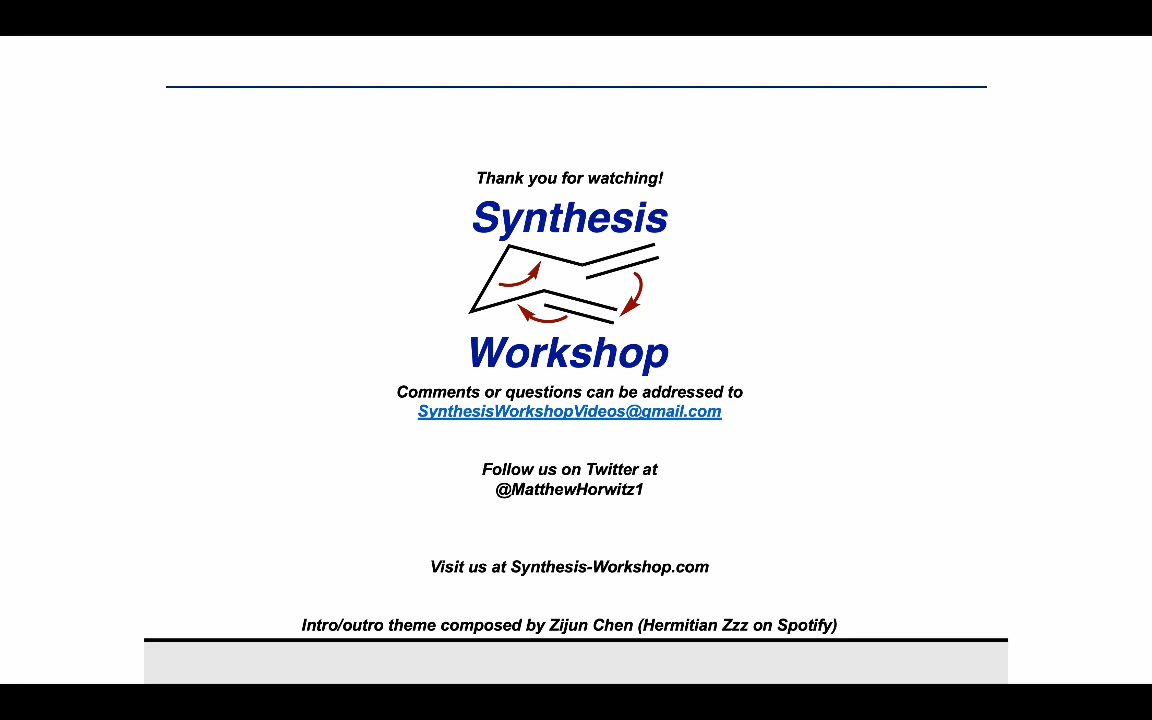 Thank you for watching!
Synthesis
Workshop
Comments or questions can be addressed to
SynthesisWorkshopVideos@gmail.com
Follow us on Twitter at
@MatthewHorwitz1
Visit us at Synthesis-Workshop.com
Intro/outro theme composed by Zijun Chen (Hermitian Zzz on Spotify)